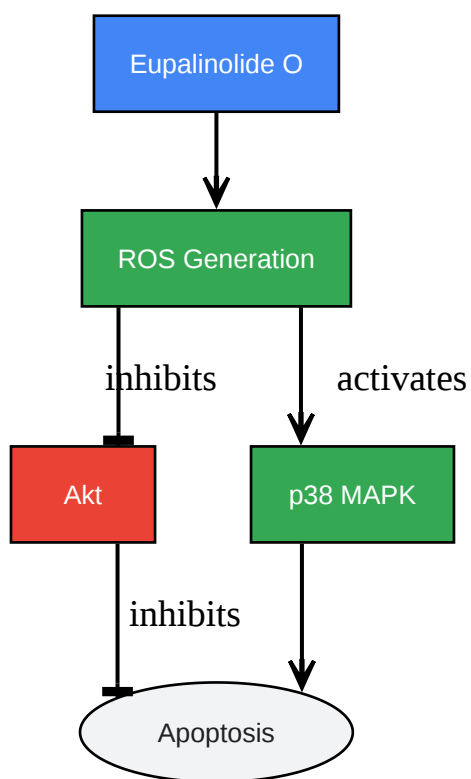 Eupalinolide O
ROS Generation
inhibits
activates
Akt
p38 MAPK
inhibits
Apoptosis